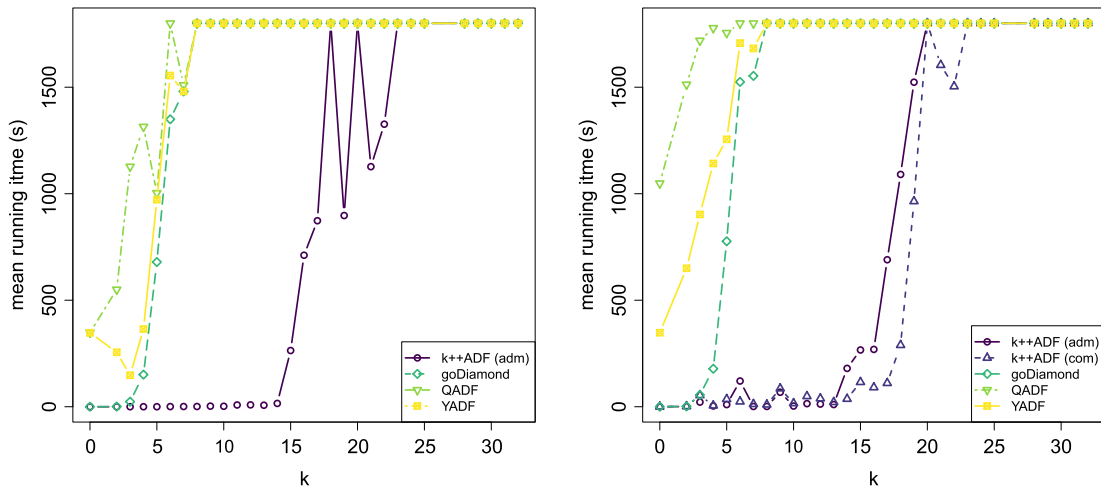 mean running itme (s)
0
500
1000
1500
0
5
10
15
20
25
30
k
k++ADF (adm)
goDiamond
QADF
YADF
mean running itme (s)
0
500
1000
1500
0
5
10
15
20
25
30
k
k++ADF (adm)
k++ADF (com)
goDiamond
QADF
YADF